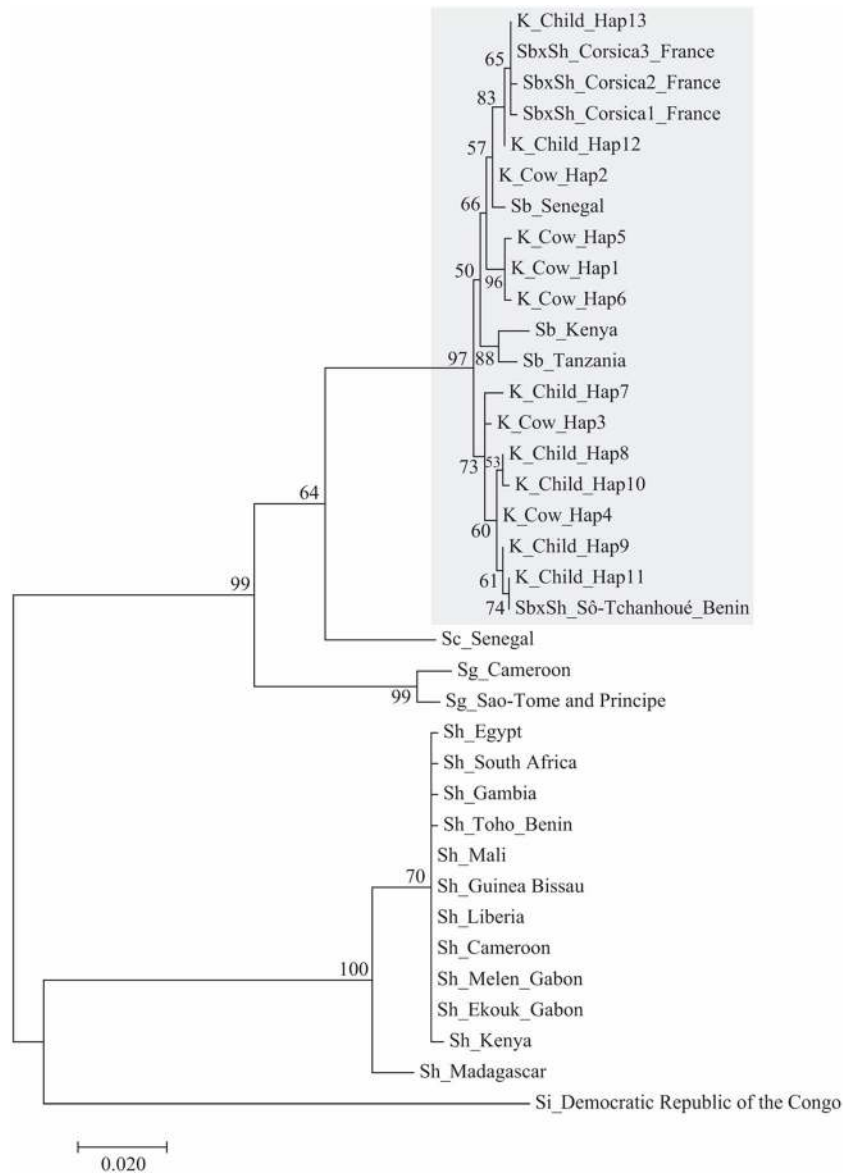 K_Child_Hap13
65
SbxSh_Corsica3_France
SbxSh_Corsica2_France
83
SbxSh_Corsica1_France
57
K_Child_Hap12
K_Cow_Hap2
66
Sb_Senegal
K_Cow_Hap5
50
K_Cow_Hap1
96
K_Cow_Hap6
Sb_Kenya
97
88
Sb_Tanzania
K_Child_Hap7
K_Cow_Hap3
73
53
K_Child_Hap8
K_Child_Hap10
64
K_Cow_Hap4
60
K_Child_Hap9
61
K_Child_Hap11
99
74
SbxSh_Sô-Tchanhoué_Benin
Sc_Senegal
Sg_Cameroon
99
Sg_Sao-Tome and Principe
Sh_Egypt
Sh_South Africa
Sh_Gambia
Sh_Toho_Benin
Sh_Mali
70
Sh_Guinea Bissau
Sh_Liberia
Sh_Cameroon
100
Sh_Melen_Gabon
Sh_Ekouk_Gabon
Sh_Kenya
Sh_Madagascar
Si_Democratic Republic of the Congo
0.020